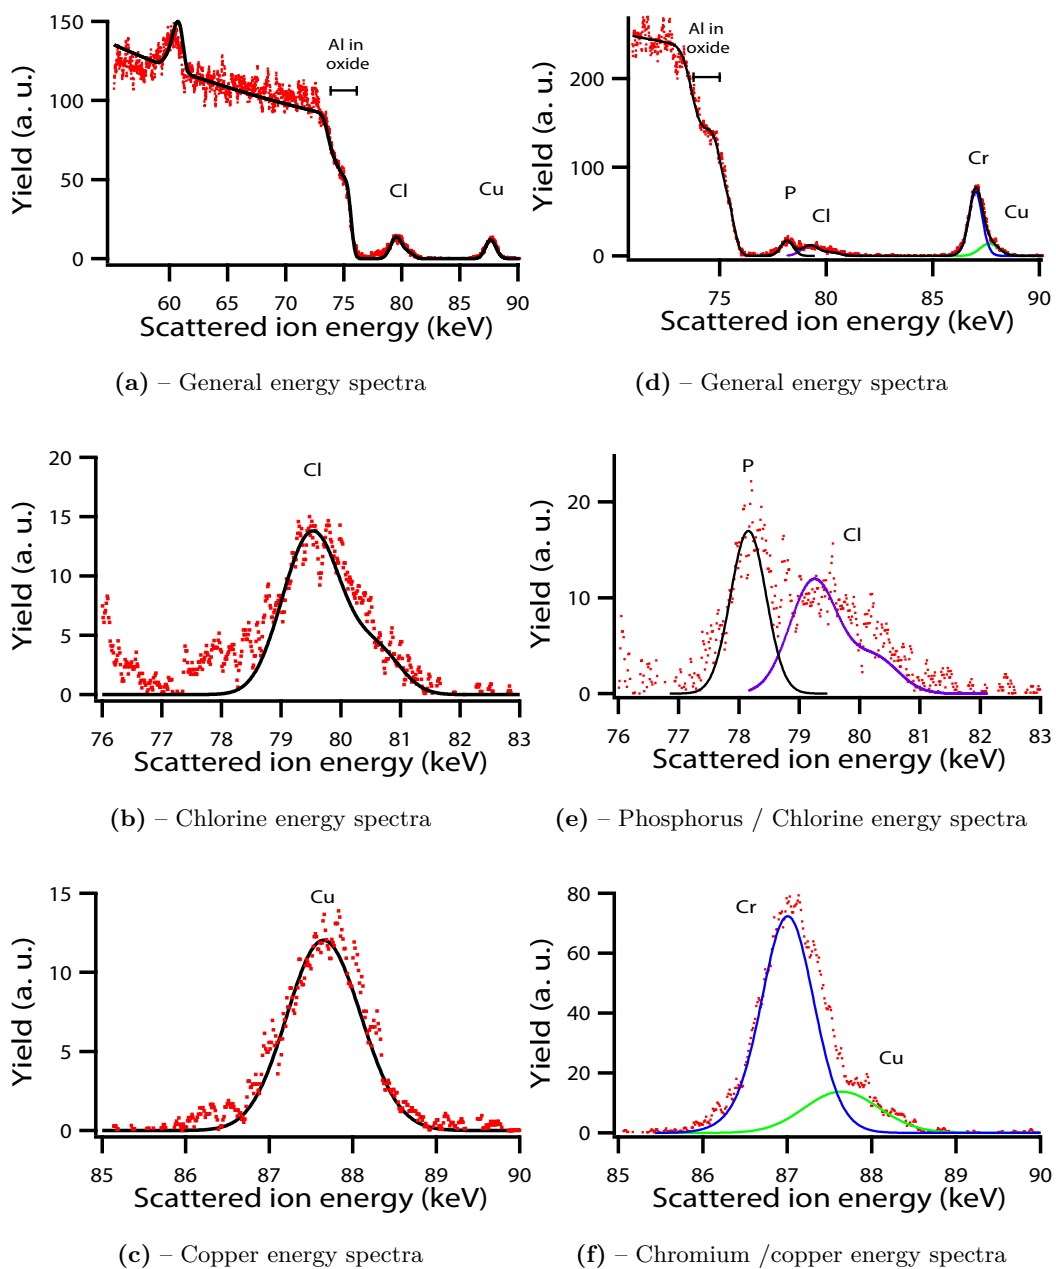 150
100
50
0
Yield (a. u.)
Al in
oxide
Cl
Cu
60 65 70 75 80 85 90
Scattered ion energy (keV)
(a) – General energy spectra
200
100
0
Yield (a. u.)
Al in
oxide
P
Cl
Cr
Cu
75 80 85 90
Scattered ion energy (keV)
(d) – General energy spectra
20
15
10
5
0
Yield (a. u.)
Cl
76 77 78 79 80 81 82 83
Scattered ion energy (keV)
(b) – Chlorine energy spectra
20
10
0
Yield (a. u.)
P
Cl
76 77 78 79 80 81 82 83
Scattered ion energy (keV)
(e) – Phosphorus / Chlorine energy spectra
15
10
5
0
Yield (a. u.)
Cu
85 86 87 88 89 90
Scattered ion energy (keV)
(c) – Copper energy spectra
80
60
40
20
0
Yield (a. u.)
Cr
Cu
85 86 87 88 89 90
Scattered ion energy (keV)
(f) – Chromium /copper energy spectra